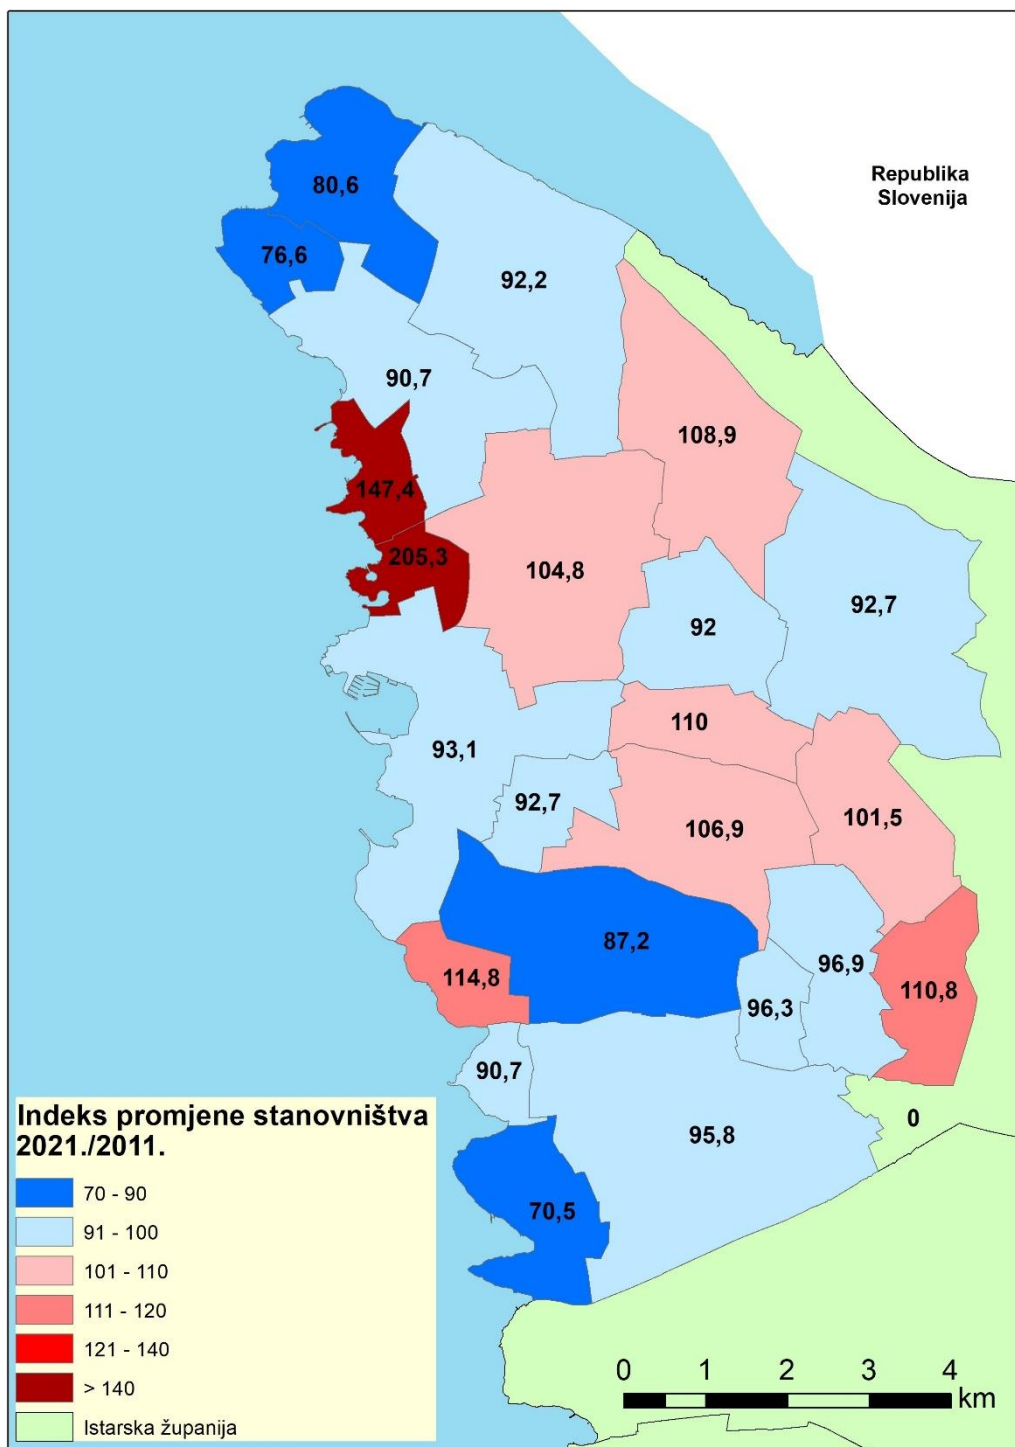 Republika
Slovenija
80,6
76,6
92,2
90,7
108,9
147,4
205,3
104,8
92,7
92
110
93,1
92,7
106,9
101,5
87,2
114,8
96,9
96,3
110,8
90,7
0
95,8
70,5
Indeks promjene stanovništva
2021./2011.
70 - 90
91 - 100
101 - 110
111 - 120
121 - 140
> 140
Istarska županija
0 1 2 3 4
km